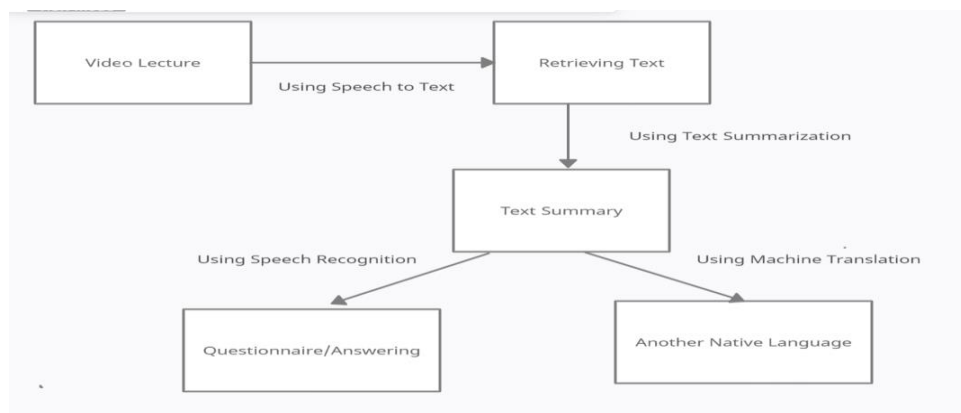 Video Lecture
Retrieving Text
Using Speech to Text
Using Text Summarization
Text Summary
Using Speech Recognition
Using Machine Translation
Questionnaire/Answering
Another Native Language